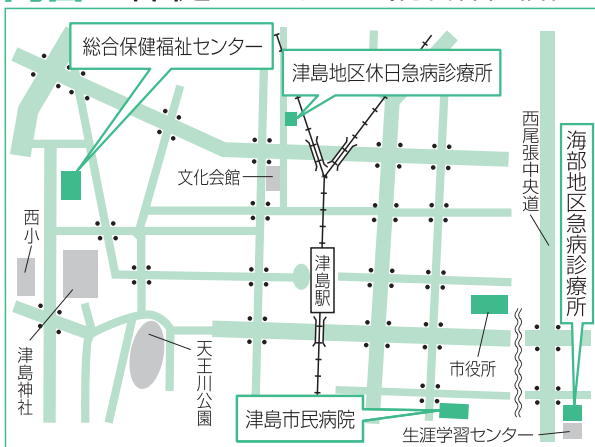 総合保健福祉センター
津島地区休日急病診療所
西尾張中央道
海部地区急病診療所
文化会館
西小
津島駅
津島神社
天王川公園
市役所
津島市民病院
生涯学習センター